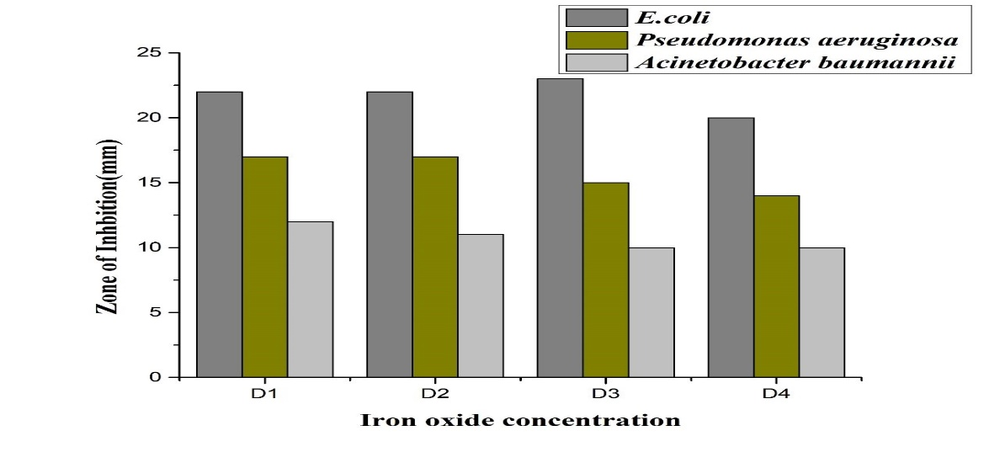 E.coli
Pseudomonas aeruginosa
Acinetobacter baumannii
25
20
15
10
5
0
Zone of Inhbition(mm)
D1 D2 D3 D4
Iron oxide concentration